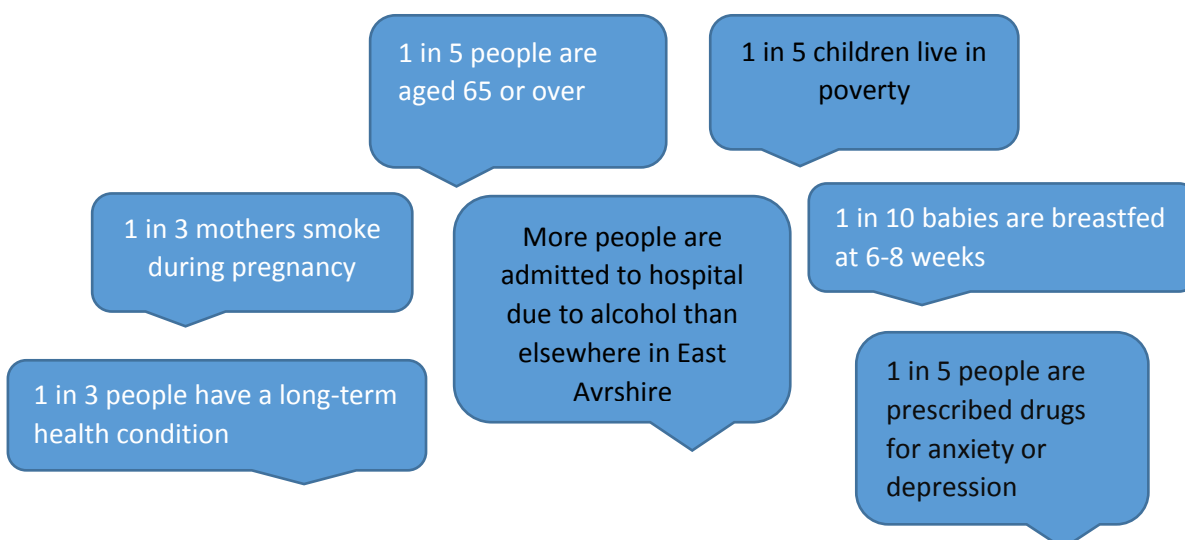 1 in 5 people are
aged 65 or over
1 in 5 children live in
poverty
1 in 3 mothers smoke
during pregnancy
More people are
admitted to hospital
due to alcohol than
elsewhere in East
Avrshire
1 in 10 babies are breastfed
at 6-8 weeks
1 in 3 people have a long-term
health condition
1 in 5 people are
prescribed drugs
for anxiety or
depression